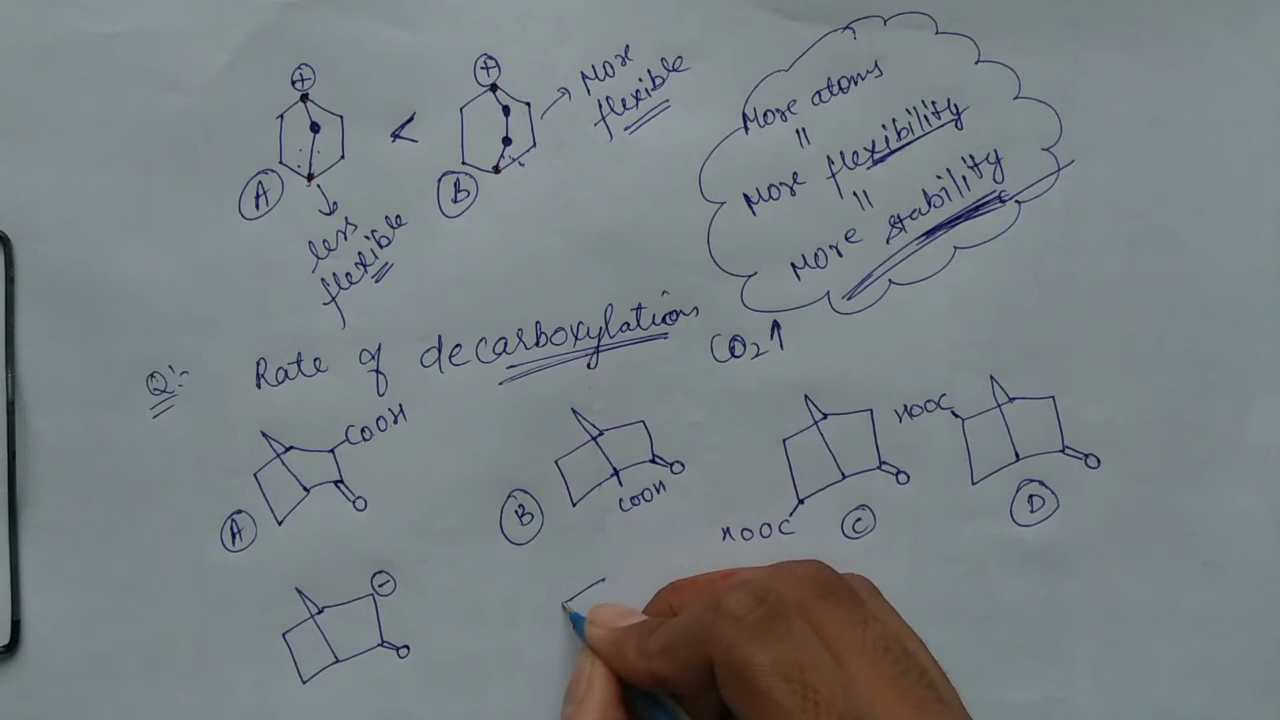 +
<
+
More
flexible
A
B
less
flexible
More atoms
"
More flexibility
"
More stability
Q:-
Rate of decarboxylation
CO2↑
COOH
O
A
COOH
O
B
HOOC
O
C
HOOC
O
D
-
O